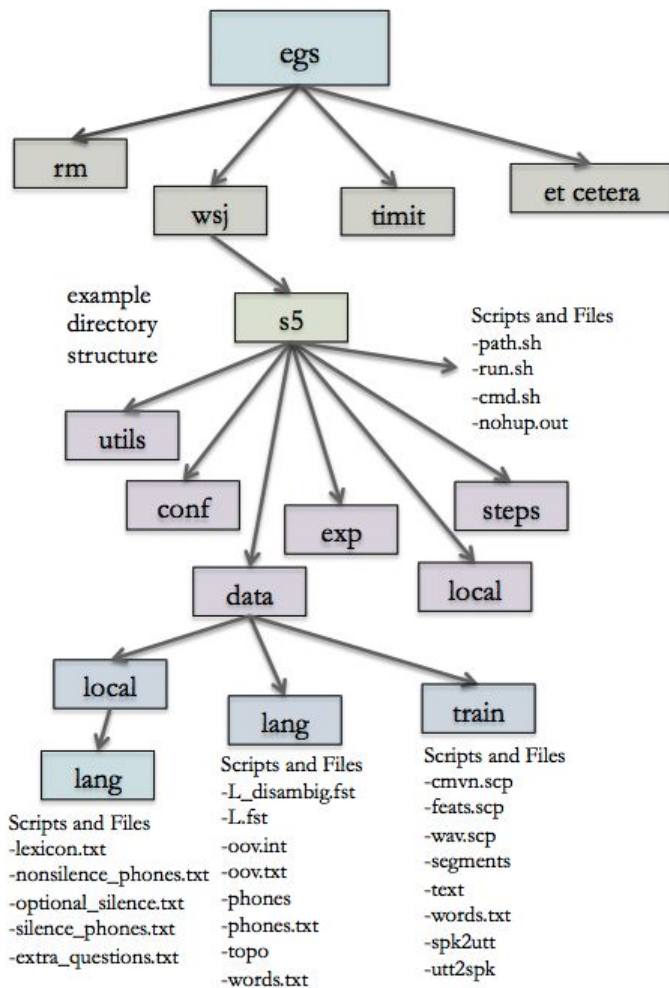 egs
rm
wsj
timit
et cetera
example
directory
structure
s5
Scripts and Files
-path.sh
-run.sh
-cmd.sh
-nohup.out
utils
conf
exp
steps
data
local
local
lang
train
lang
Scripts and Files
-lexicon.txt
-nonsilence_phones.txt
-optional_silence.txt
-silence_phones.txt
-extra_questions.txt
Scripts and Files
-L_disambig.fst
-L.fst
-oov.int
-oov.txt
-phones
-phones.txt
-topo
-words.txt
Scripts and Files
-cmvn.scp
-feats.scp
-wav.scp
-segments
-text
-words.txt
-spk2utt
-utt2spk